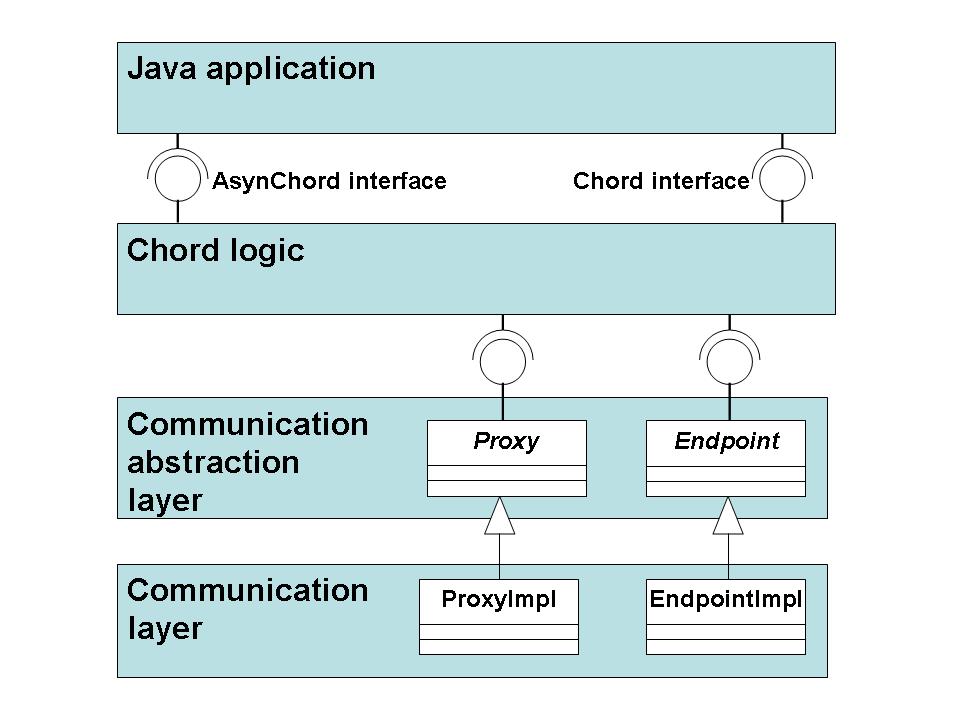 Java application
AsynChord interface
Chord interface
Chord logic
Communication
abstraction
layer
Proxy
Endpoint
Communication
layer
ProxyImpl
EndpointImpl